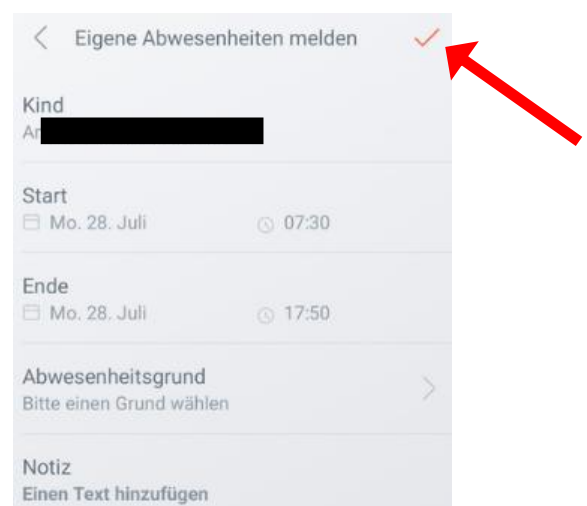 Eigene Abwesenheiten melden
Kind
Start
Mo. 28. Juli 07:30
Ende
Mo. 28. Juli 17:50
Abwesenheitsgrund
Bitte einen Grund wählen
Notiz
Einen Text hinzufügen